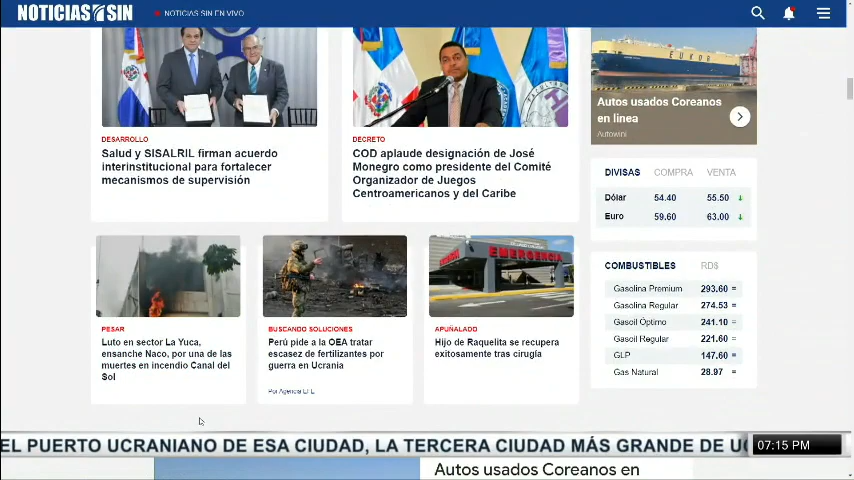 NOTICIAS SIN
NOTICIAS SIN EN VIVO
DESARROLLO
Salud y SISALRIL firman acuerdo
interinstitucional para fortalecer
mecanismos de supervisión
DECRETO
COD aplaude designación de José
Monegro como presidente del Comité
Organizador de Juegos
Centroamericanos y del Caribe
EUKOR
Autos usados Coreanos
en linea
Autowini
DIVISAS COMPRA VENTA
Dólar 54.40 55.50
Euro 59.60 63.00
COMBUSTIBLES RD$
Gasolina Premium 293.60 =
Gasolina Regular 274.53 =
Gasoil Óptimo 241.10 =
Gasoil Regular 221.60 =
GLP 147.60 =
Gas Natural 28.97 =
PESAR
Luto en sector La Yuca,
ensanche Naco, por una de las
muertes en incendio Canal del
Sol
BUSCANDO SOLUCIONES
Perú pide a la OEA tratar
escasez de fertilizantes por
guerra en Ucrania
Por Agencia EFE
EMERGENCIA
APUÑALADO
Hijo de Raquelita se recupera
exitosamente tras cirugía
EL PUERTO UCRANIANO DE ESA CIUDAD, LA TERCERA CIUDAD MÁS GRANDE DE
07:15 PM
Autos usados Coreanos en